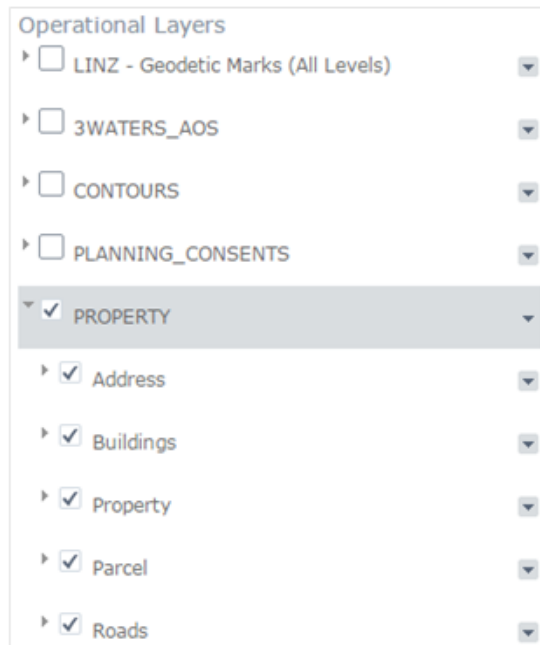 Operational Layers
LINZ - Geodetic Marks (All Levels)
3WATERS_AOS
CONTOURS
PLANNING_CONSENTS
PROPERTY
Address
Buildings
Property
Parcel
Roads